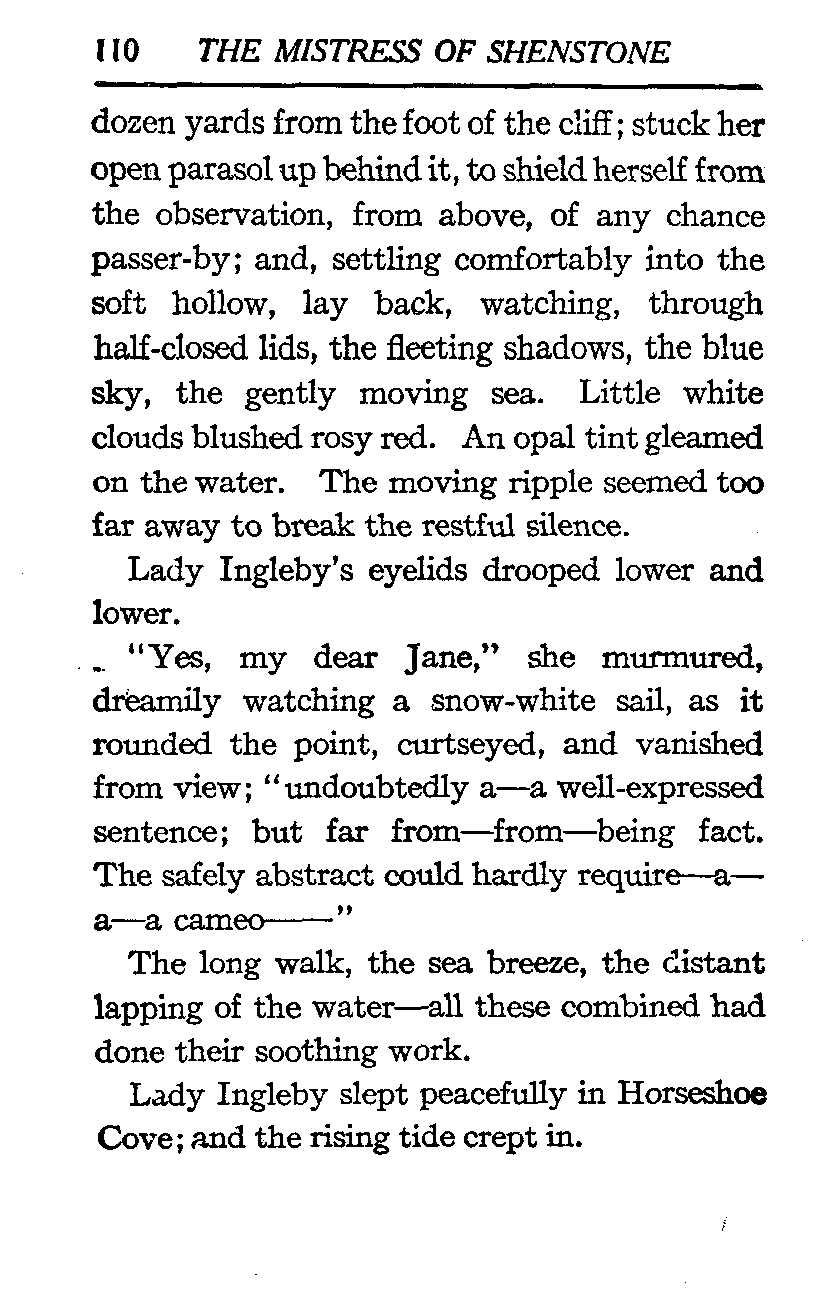 110 THE MISTRESS OF SHENSTONE
dozen yards from the foot of the cliff; stuck her
open parasol up behind it, to shield herself from
the observation, from above, of any chance
passer-by; and, settling comfortably into the
soft hollow, lay back, watching, through
half-closed lids, the fleeting shadows, the blue
sky, the gently moving sea. Little white
clouds blushed rosy red. An opal tint gleamed
on the water. The moving ripple seemed too
far away to break the restful silence.
Lady Ingleby's eyelids drooped lower and
lower.
"Yes, my dear Jane," she murmured,
dreamily watching a snow-white sail, as it
rounded the point, curtseyed, and vanished
from view; "undoubtedly a—a well-expressed
sentence; but far from—from—being fact.
The safely abstract could hardly require—a—
a—a cameo——"
The long walk, the sea breeze, the distant
lapping of the water—all these combined had
done their soothing work.
Lady Ingleby slept peacefully in Horseshoe
Cove; and the rising tide crept in.